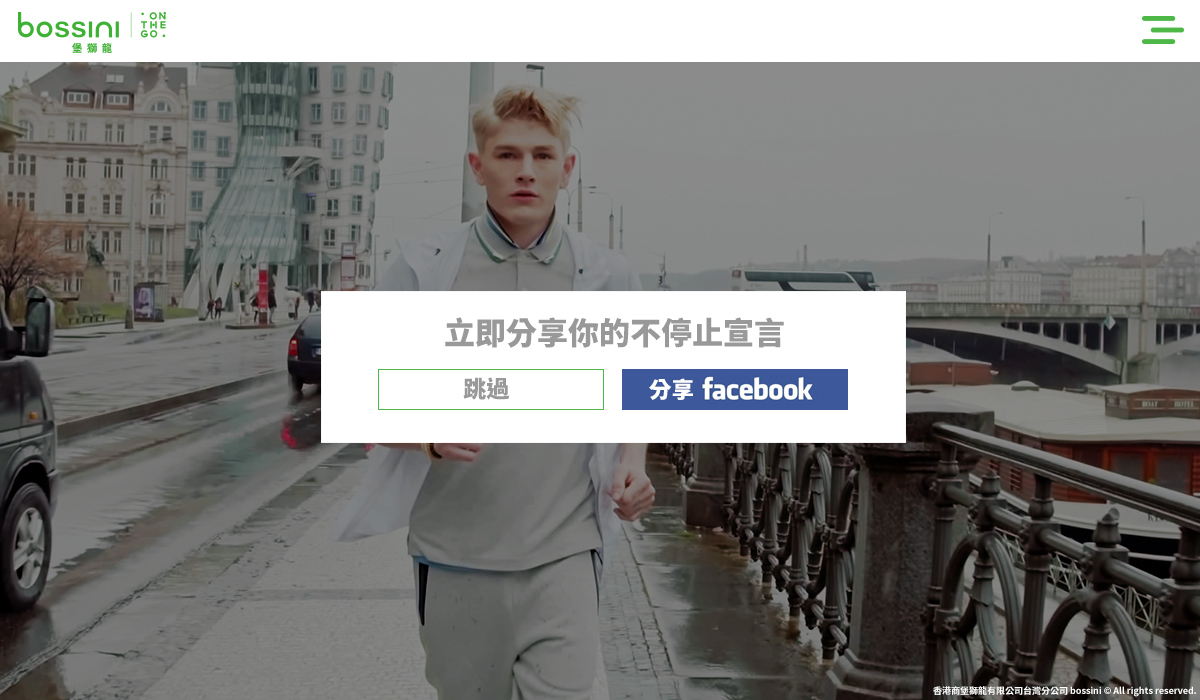 bossini
ON
THE
GO
堡獅龍
立即分享你的不停止宣言
跳過
分享 facebook
香港商堡獅龍有限公司台灣分公司 bossini © All rights reserved.